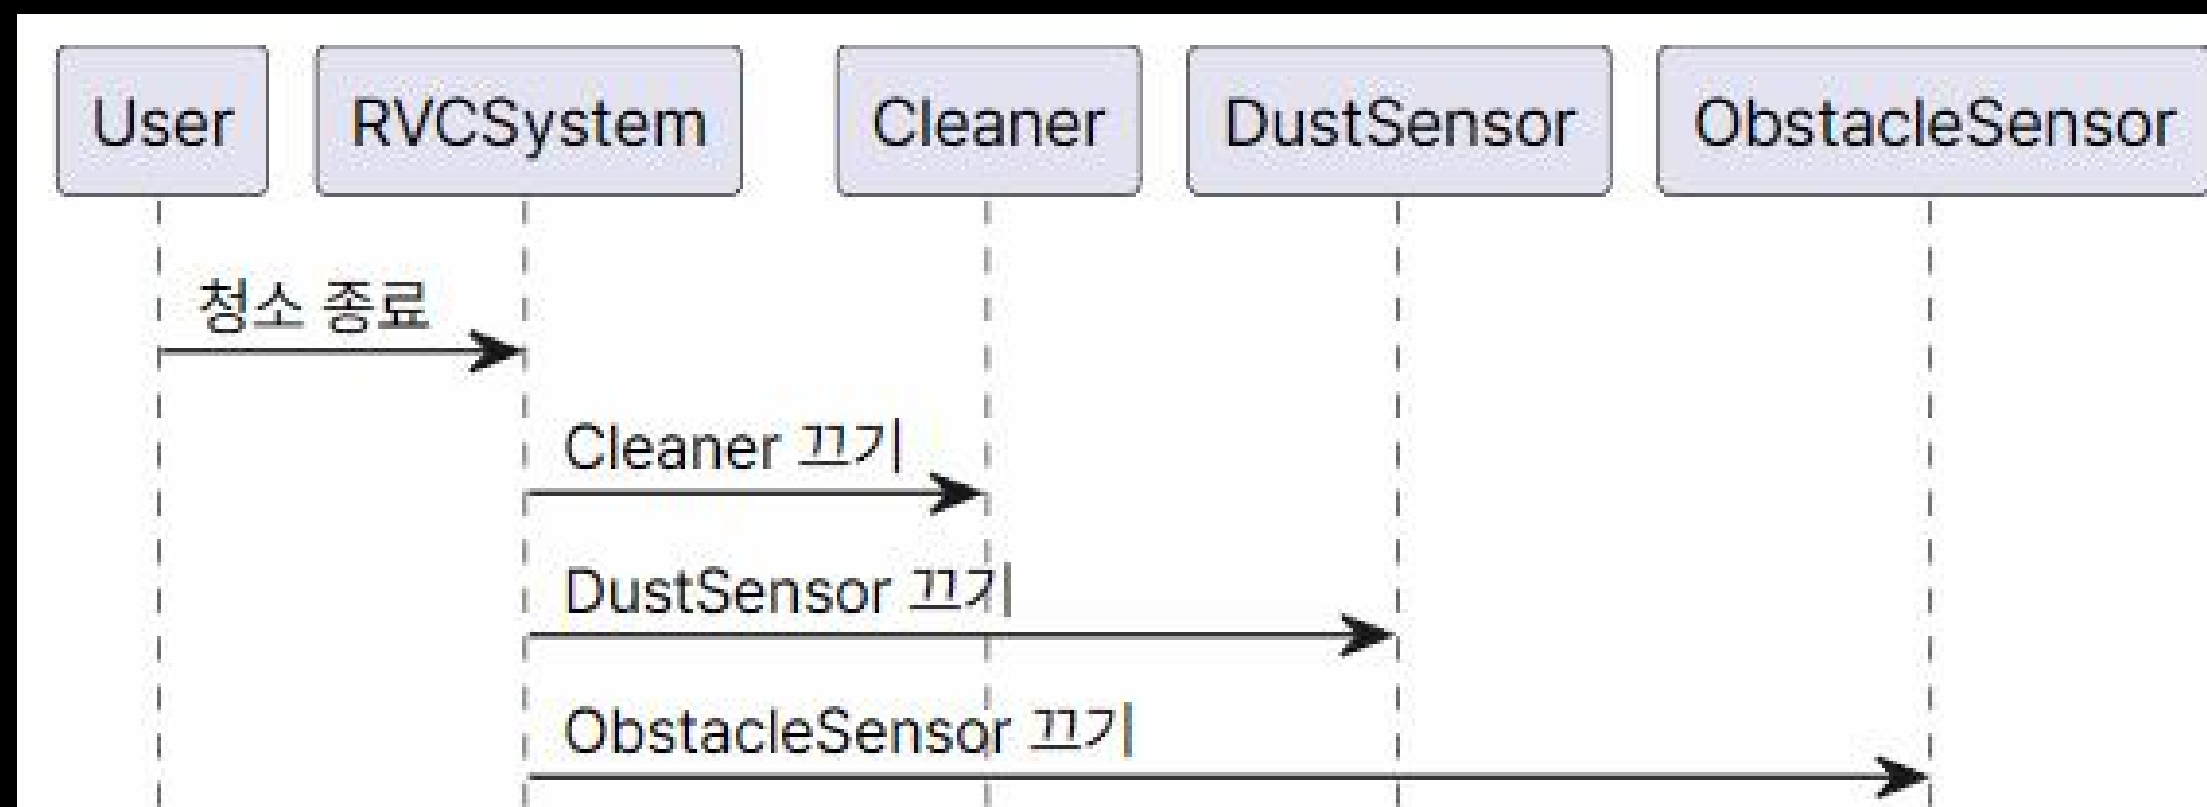 User RVCSystem Cleaner DustSensor ObstacleSensor
청소 종료
Cleaner 끄기
DustSensor 끄기
ObstacleSensor 끄기